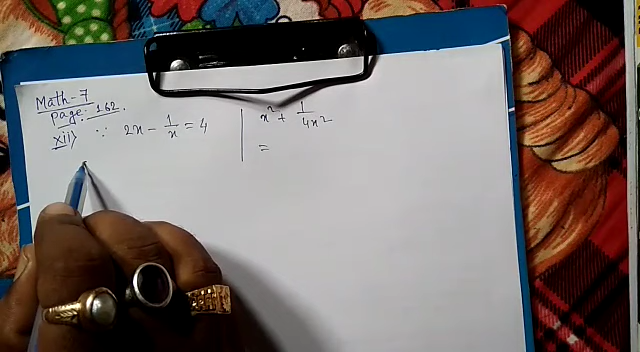 Math-7
page: 162.
xii) ∵ 2x - 1/x = 4
x² + 1/4x²
=